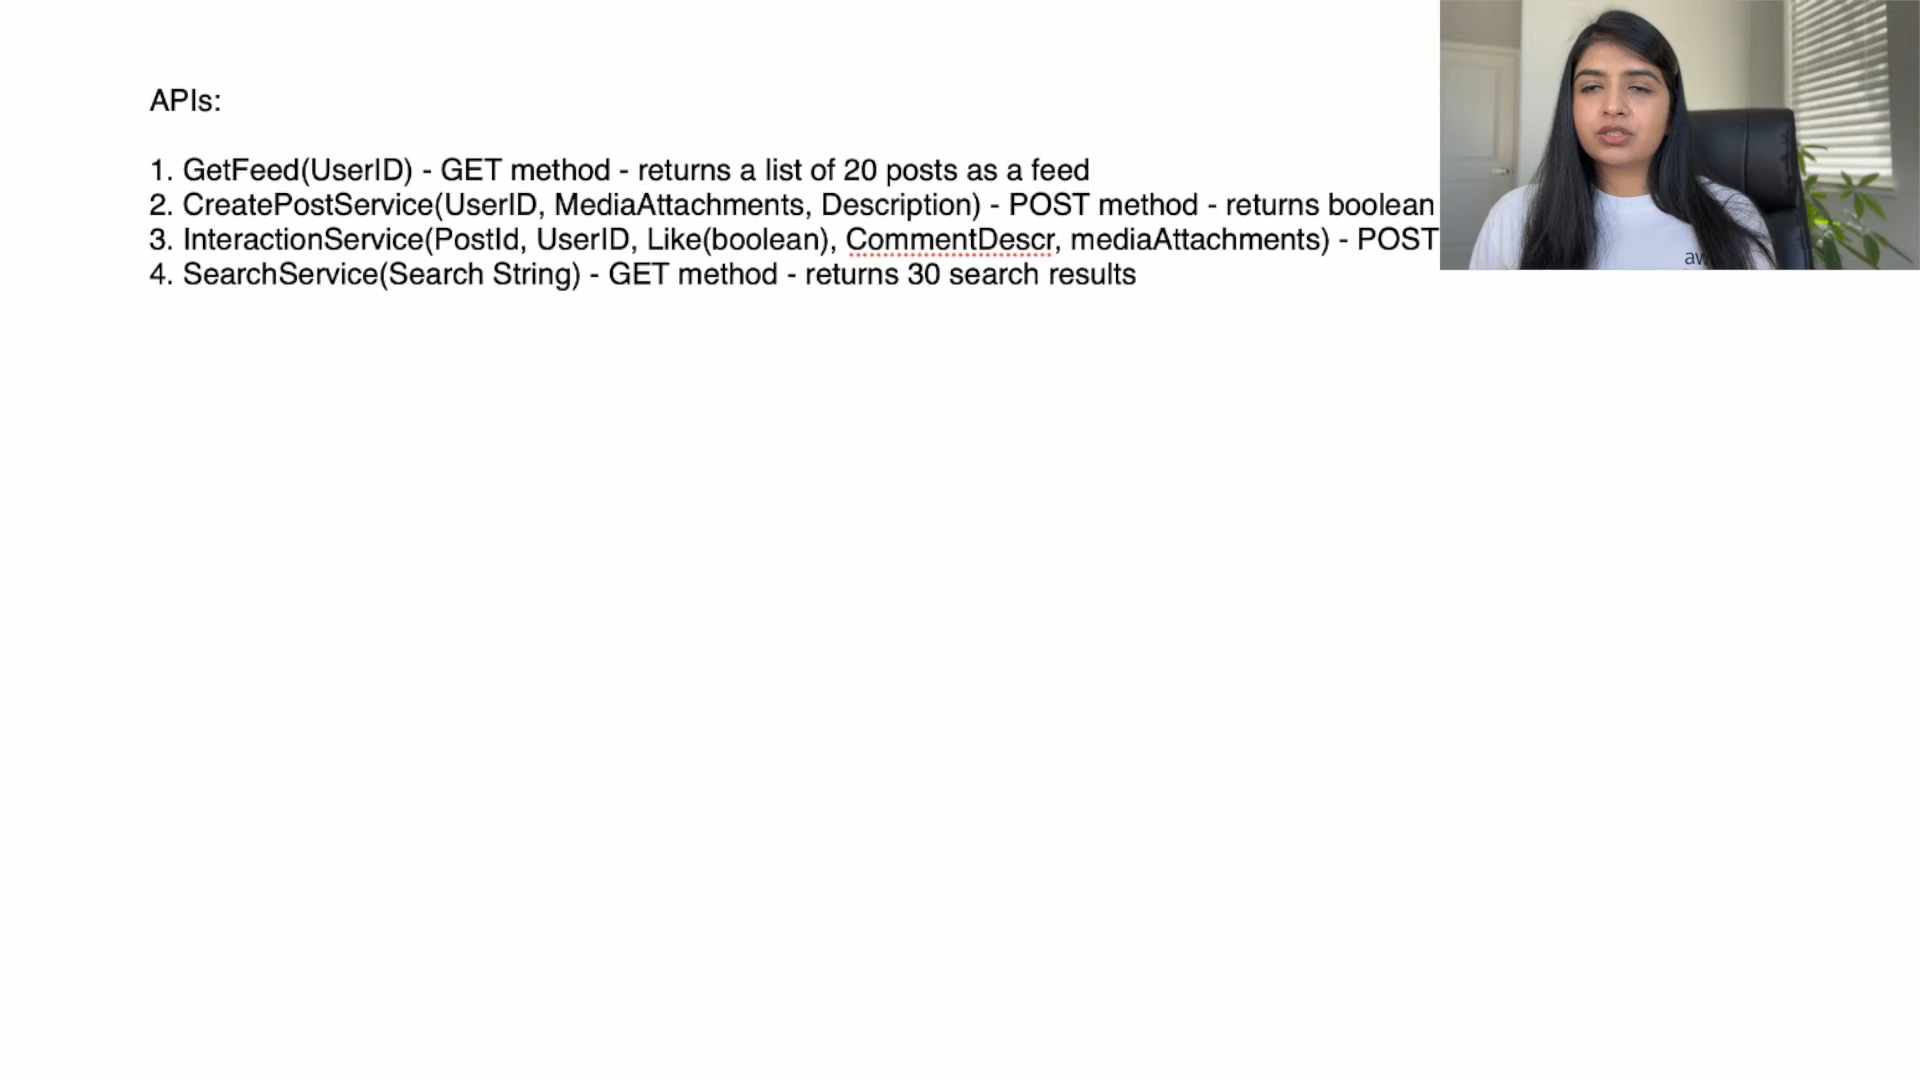 APIs:
1. GetFeed(UserID) - GET method - returns a list of 20 posts as a feed
2. CreatePostService(UserID, MediaAttachments, Description) - POST method - returns boolean
3. InteractionService(PostId, UserID, Like(boolean), CommentDescr, mediaAttachments) - POST
4. SearchService(Search String) - GET method - returns 30 search results